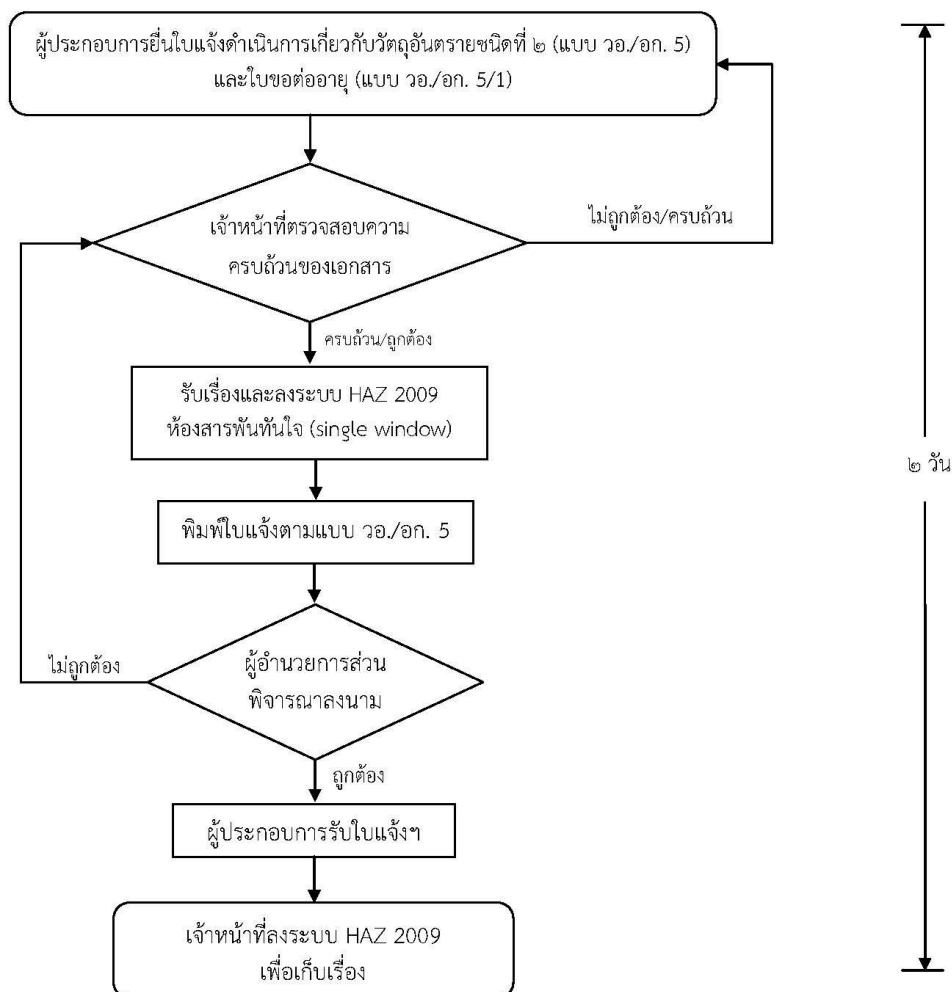 ผู้ประกอบการยื่นใบแจ้งดำเนินการเกี่ยวกับวัตถุอันตรายชนิดที่ ๒ (แบบ วอ./อก. 5)
และใบขอต่ออายุ (แบบ วอ./อก. 5/1)
เจ้าหน้าที่ตรวจสอบความ
ครบถ้วนของเอกสาร
ไม่ถูกต้อง/ครบถ้วน
ครบถ้วน/ถูกต้อง
รับเรื่องและลงระบบ HAZ 2009
ห้องสารพันทันใจ (single window)
๒ วัน
พิมพ์ใบแจ้งตามแบบ วอ./อก. 5
ไม่ถูกต้อง
ผู้อำนวยการส่วน
พิจารณาลงนาม
ถูกต้อง
ผู้ประกอบการรับใบแจ้งฯ
เจ้าหน้าที่ลงระบบ HAZ 2009
เพื่อเก็บเรื่อง